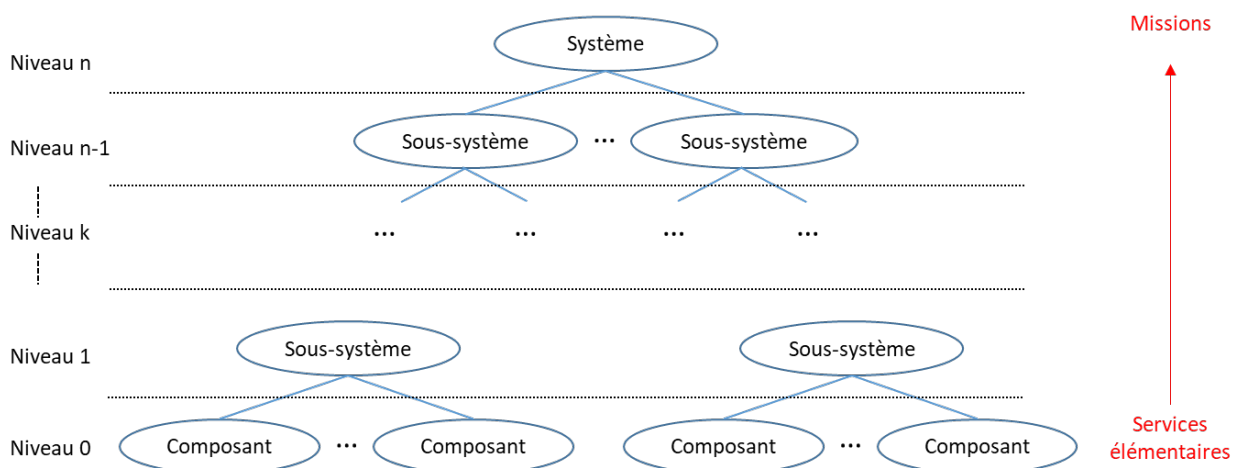 Missions
Système
Niveau n
Sous-système ... Sous-système
Niveau n-1
Niveau k
... ... ... ...
Sous-système Sous-système
Niveau 1
Services
élémentaires
Niveau 0
Composant ... Composant Composant ... Composant